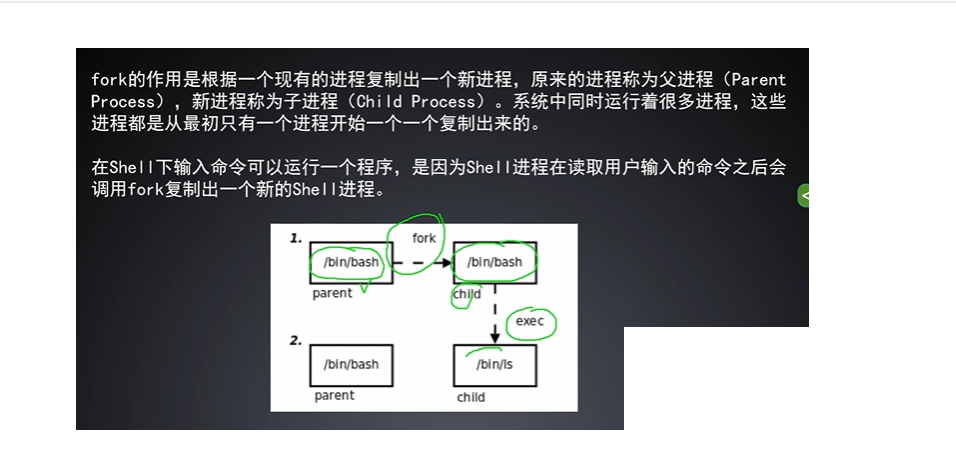 fork的作用是根据一个现有的进程复制出一个新进程，原来的进程称为父进程（Parent
Process），新进程称为子进程（Child Process）。系统中同时运行着很多进程，这些
进程都是从最初只有一个进程开始一个一个复制出来的。
在Shell下输入命令可以运行一个程序，是因为Shell进程在读取用户输入的命令之后会
调用fork复制出一个新的Shell进程。
1.
fork
/bin/bash
/bin/bash
parent
child
exec
2.
/bin/bash
/bin/ls
parent
child